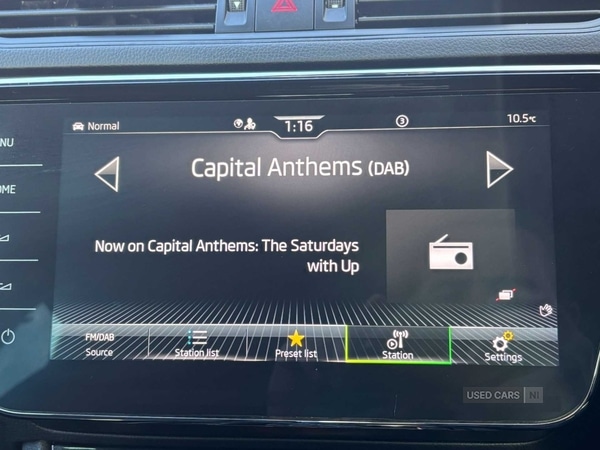 Normal
1:16
3
10.5℃
NU
OME
Capital Anthems (DAB)
Now on Capital Anthems: The Saturdays
with Up
FM/DAB
Source
Station list
Preset list
Station
Settings
USED CARS NI